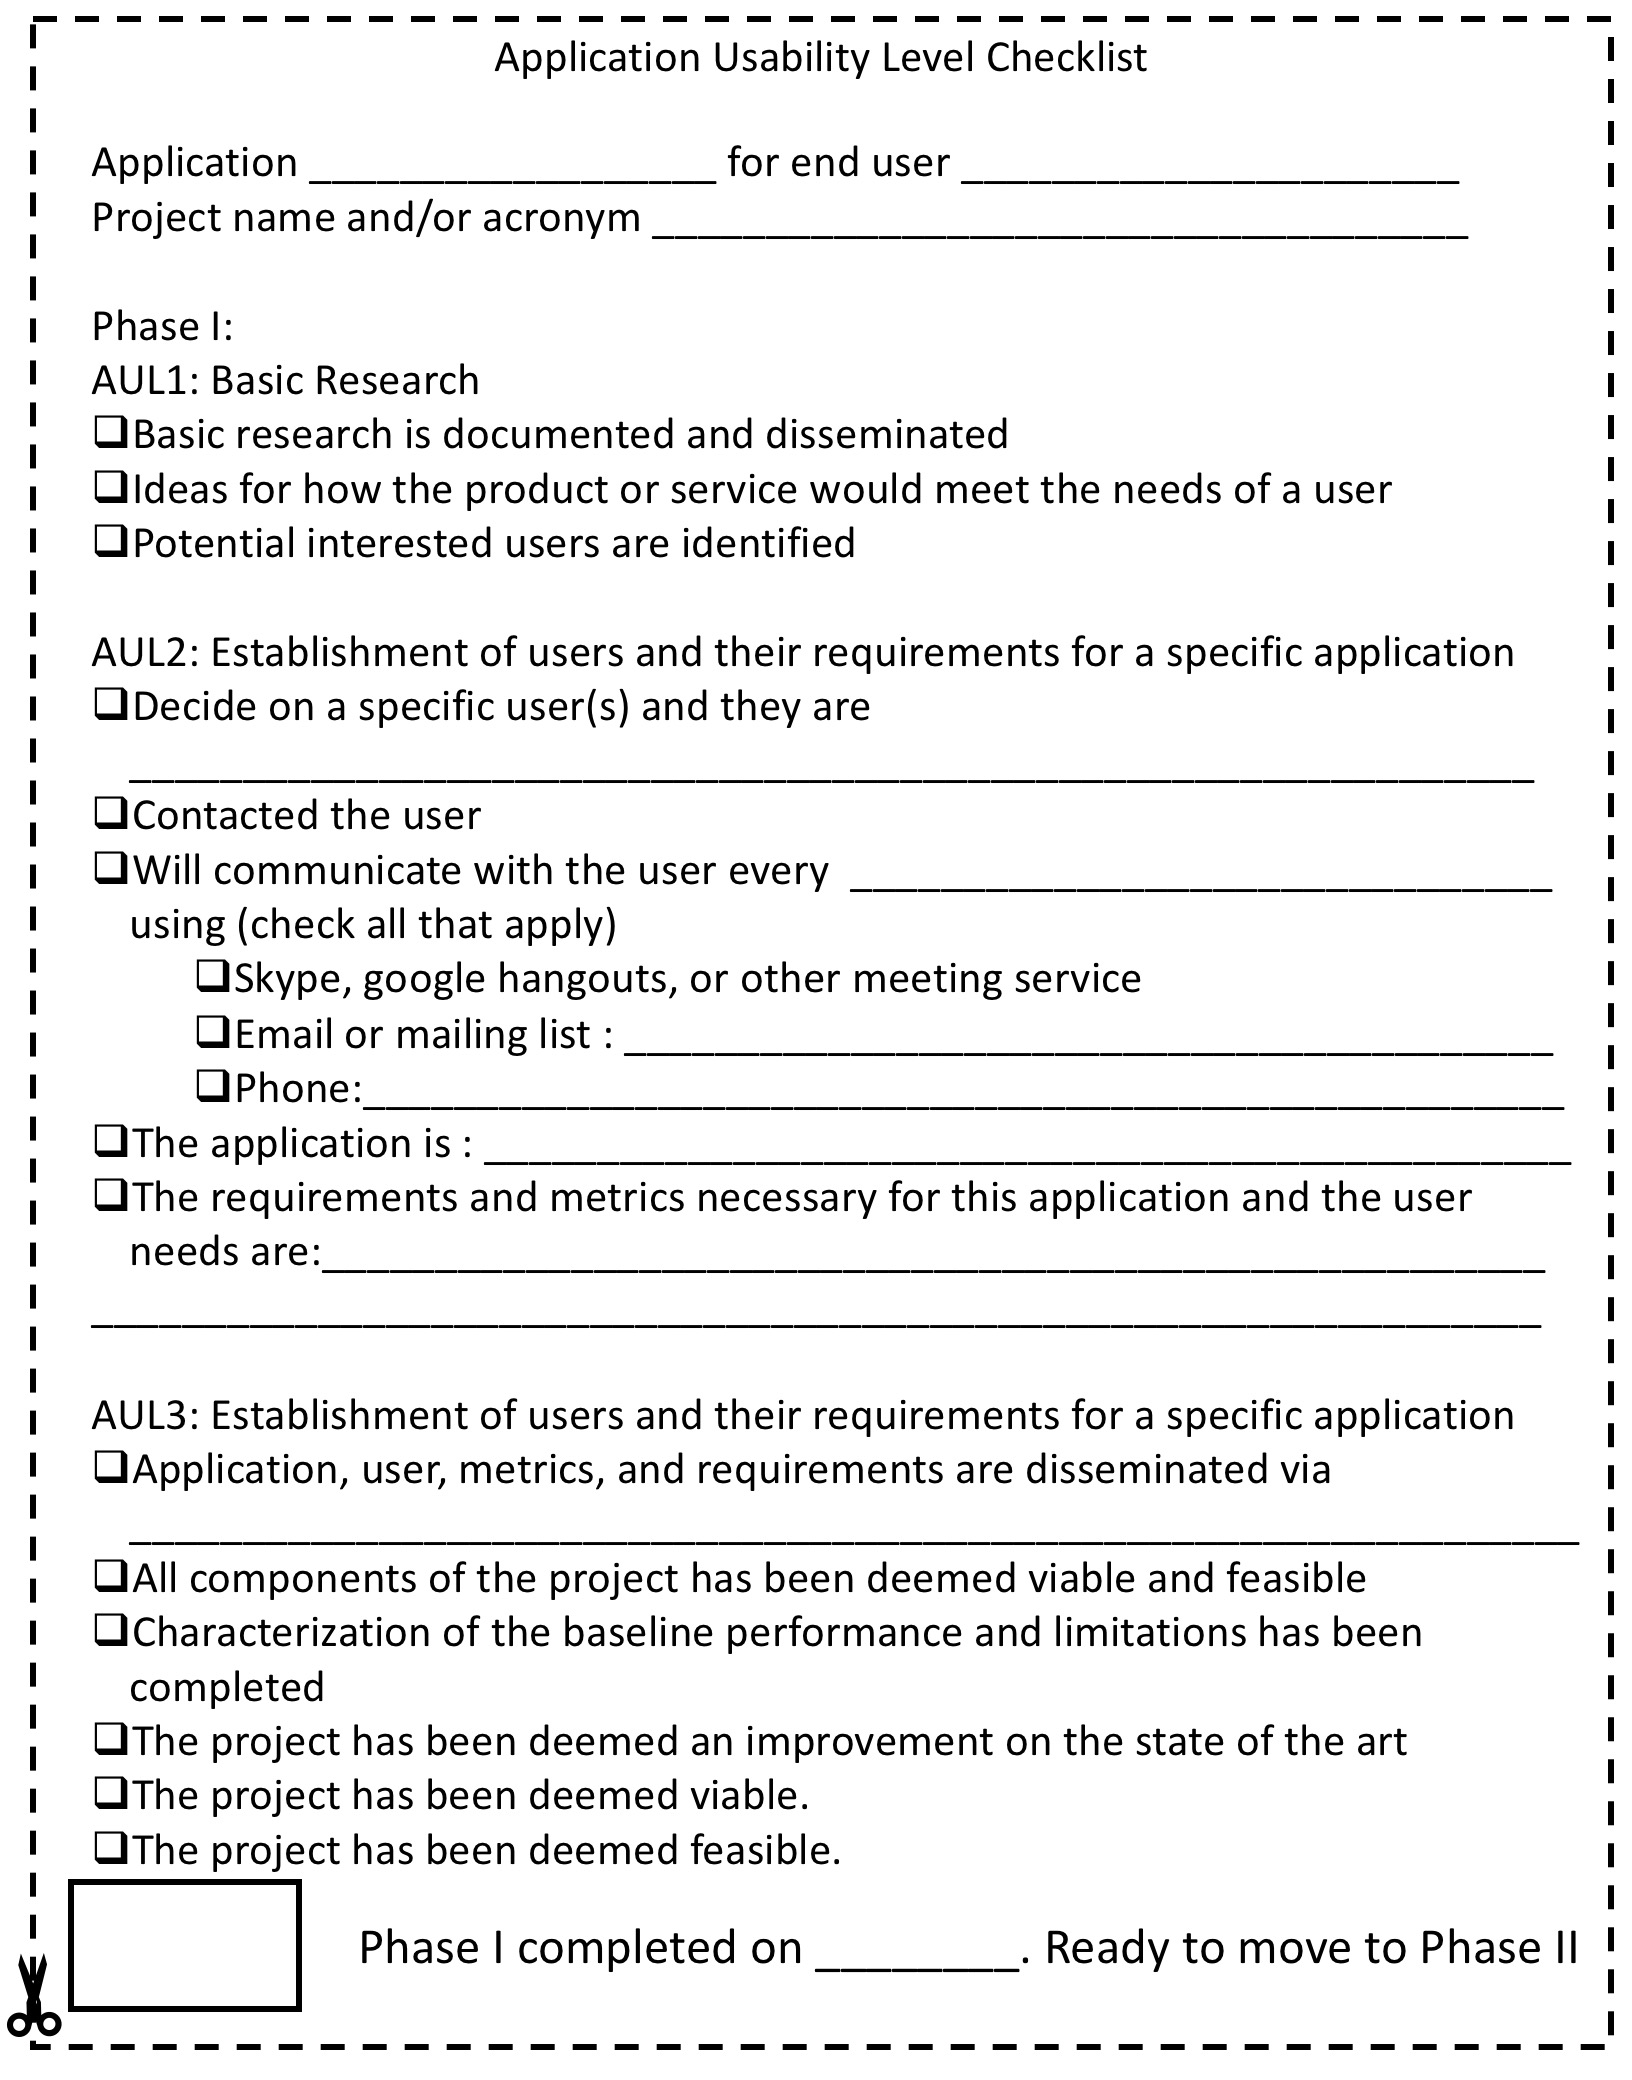 Application Usability Level Checklist
Application __________________ for end user ______________________
Project name and/or acronym ____________________________________
Phase I:
AUL1: Basic Research
❑Basic research is documented and disseminated
❑Ideas for how the product or service would meet the needs of a user
❑Potential interested users are identified
AUL2: Establishment of users and their requirements for a specific application
❑Decide on a specific user(s) and they are
______________________________________________________________
❑Contacted the user
❑Will communicate with the user every _______________________________
using (check all that apply)
❑Skype, google hangouts, or other meeting service
❑Email or mailing list : _________________________________________
❑Phone:_____________________________________________________
❑The application is : ________________________________________________
❑The requirements and metrics necessary for this application and the user
needs are:______________________________________________________
________________________________________________________________
AUL3: Establishment of users and their requirements for a specific application
❑Application, user, metrics, and requirements are disseminated via
________________________________________________________________
❑All components of the project has been deemed viable and feasible
❑Characterization of the baseline performance and limitations has been
completed
❑The project has been deemed an improvement on the state of the art
❑The project has been deemed viable.
❑The project has been deemed feasible.
Phase I completed on ________. Ready to move to Phase II